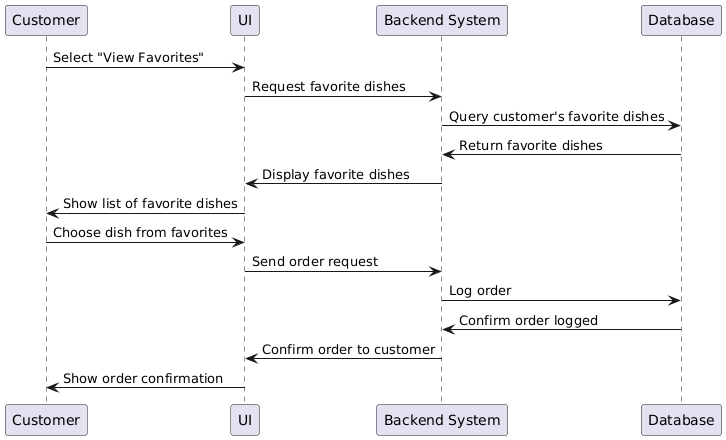 Customer UI Backend System Database
Select "View Favorites"
Request favorite dishes
Query customer's favorite dishes
Return favorite dishes
Display favorite dishes
Show list of favorite dishes
Choose dish from favorites
Send order request
Log order
Confirm order logged
Confirm order to customer
Show order confirmation
Customer UI Backend System Database